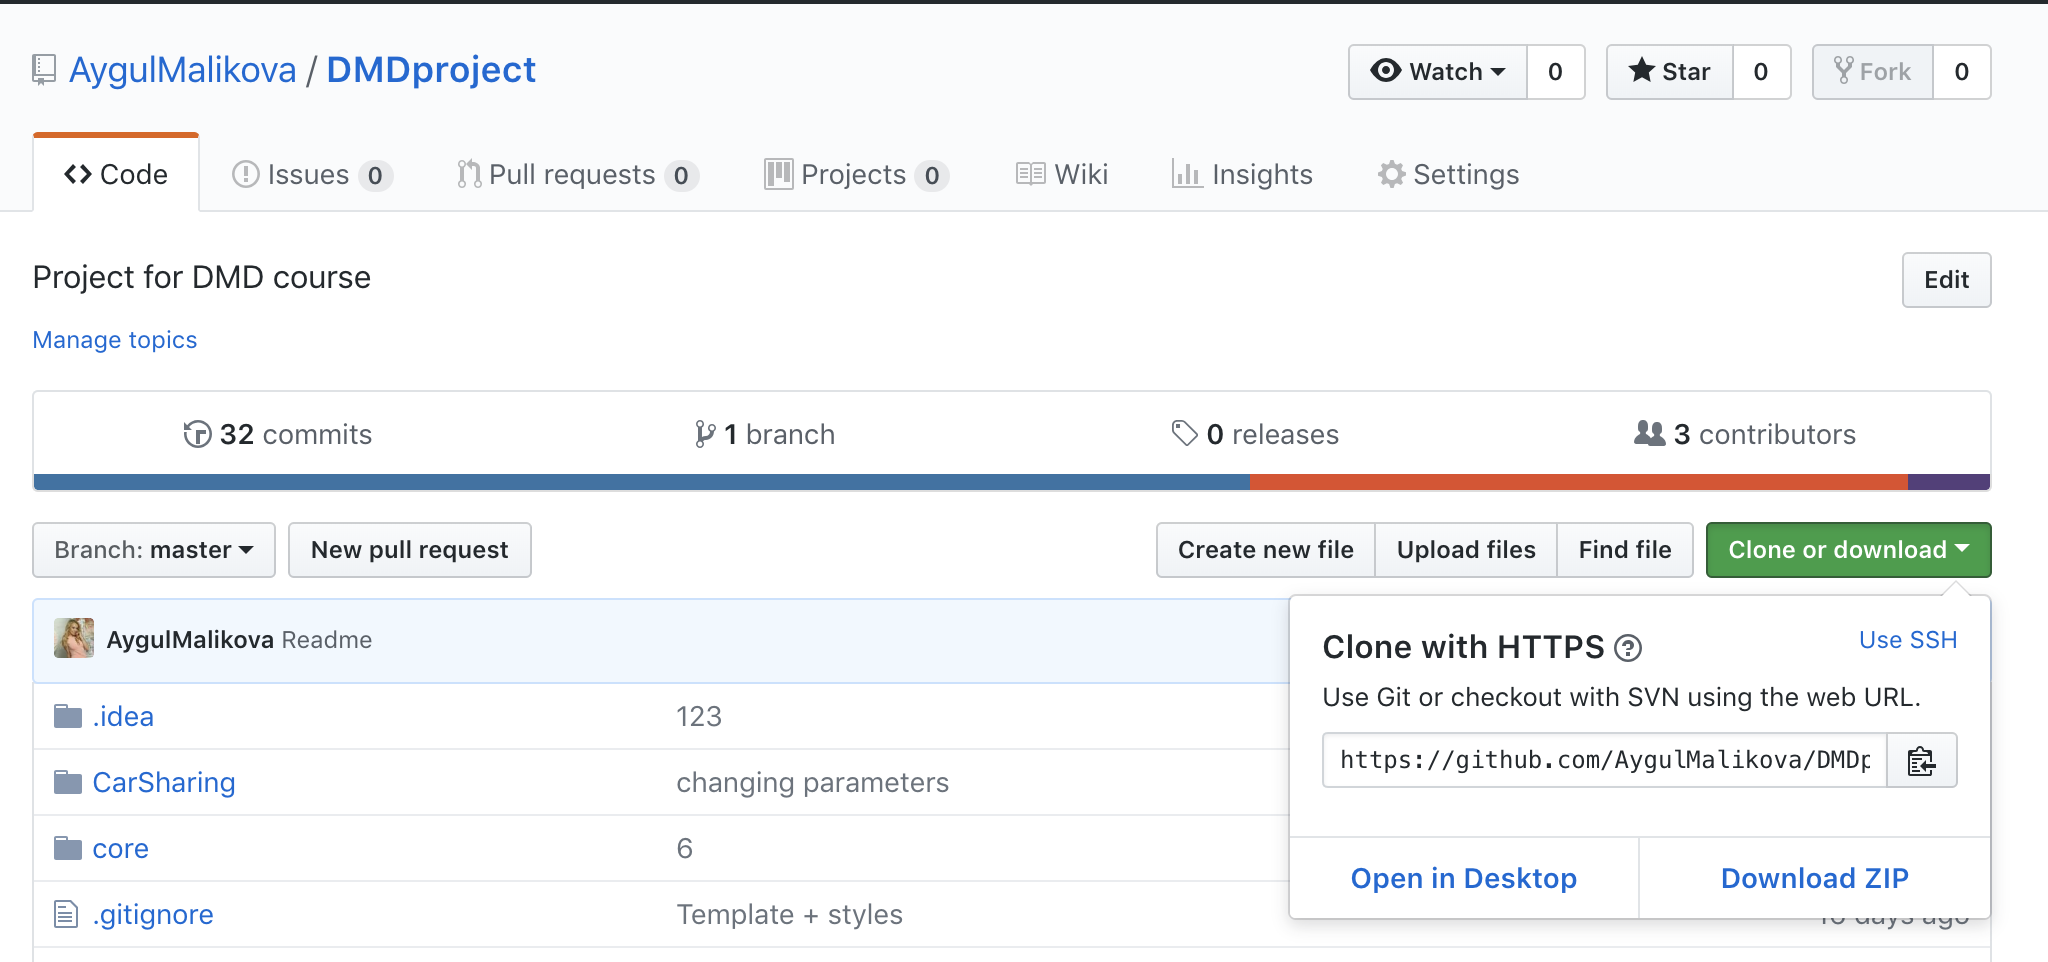 AygulMalikova / DMDproject
Watch 0 Star 0 Fork 0
Code Issues 0 Pull requests 0 Projects 0 Wiki Insights Settings
Project for DMD course
Edit
Manage topics
32 commits 1 branch 0 releases 3 contributors
Branch: master New pull request Create new file Upload files Find file Clone or download
AygulMalikova Readme
.idea 123
CarSharing changing parameters
core 6
.gitignore Template + styles
Clone with HTTPS ? Use SSH
Use Git or checkout with SVN using the web URL.
https://github.com/AygulMalikova/DMDp
Open in Desktop Download ZIP
days ago